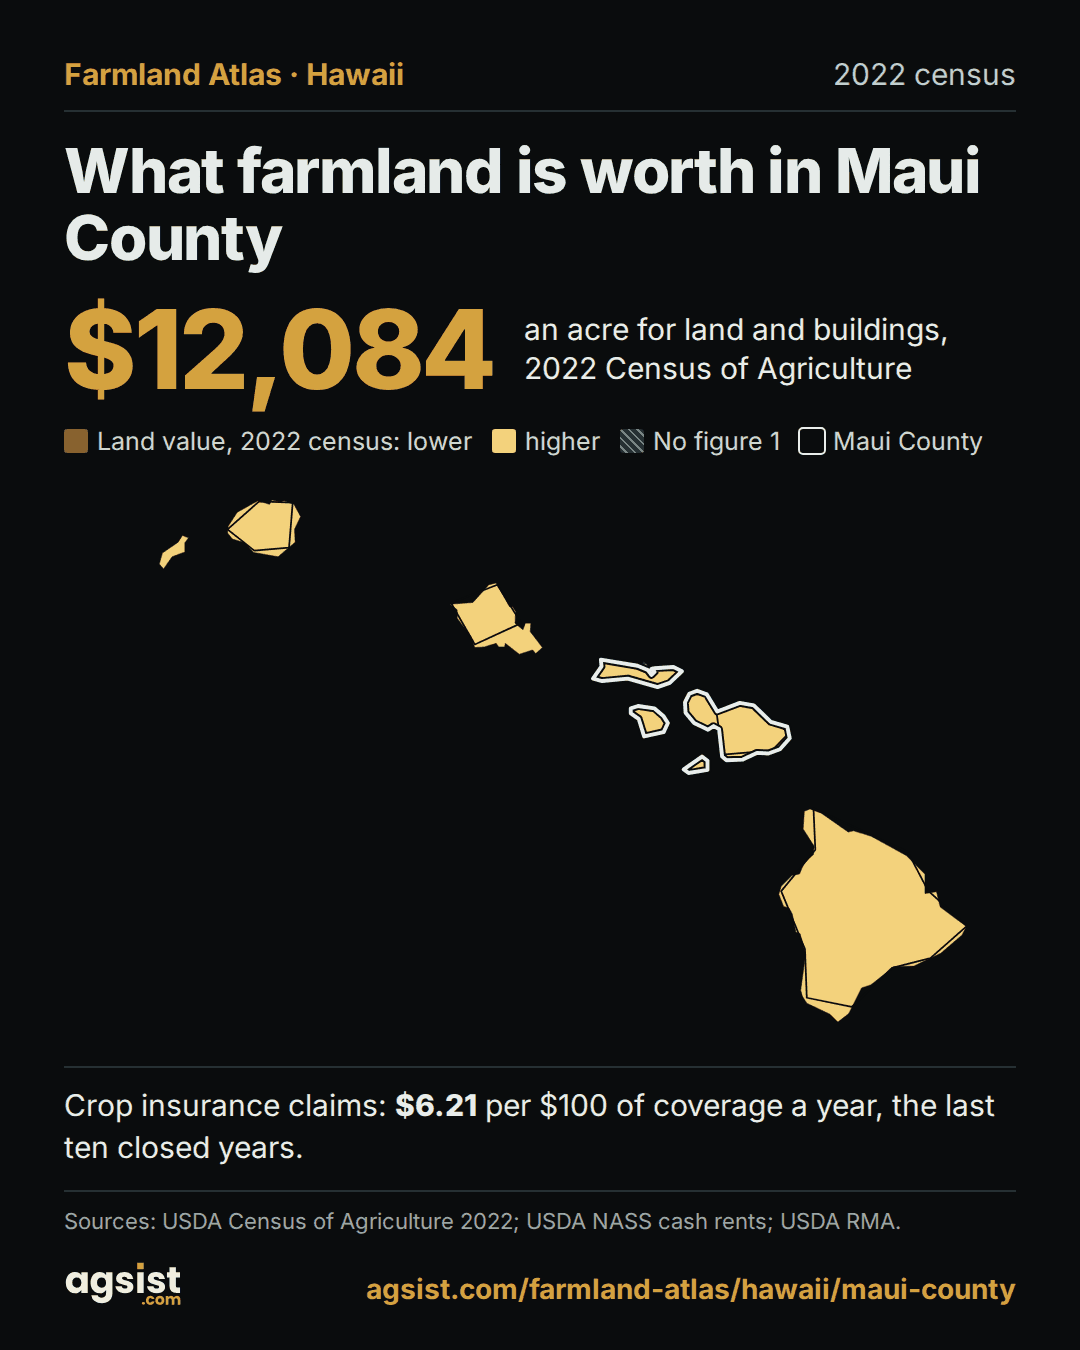 Farmland Atlas · Hawaii
2022 census
What farmland is worth in Maui
County
$12,084
an acre for land and buildings,
2022 Census of Agriculture
Land value, 2022 census: lower
higher
No figure 1
Maui County
Crop insurance claims: $6.21 per $100 of coverage a year, the last
ten closed years.
Sources: USDA Census of Agriculture 2022; USDA NASS cash rents; USDA RMA.
agsist
.com
agsist.com/farmland-atlas/hawaii/maui-county